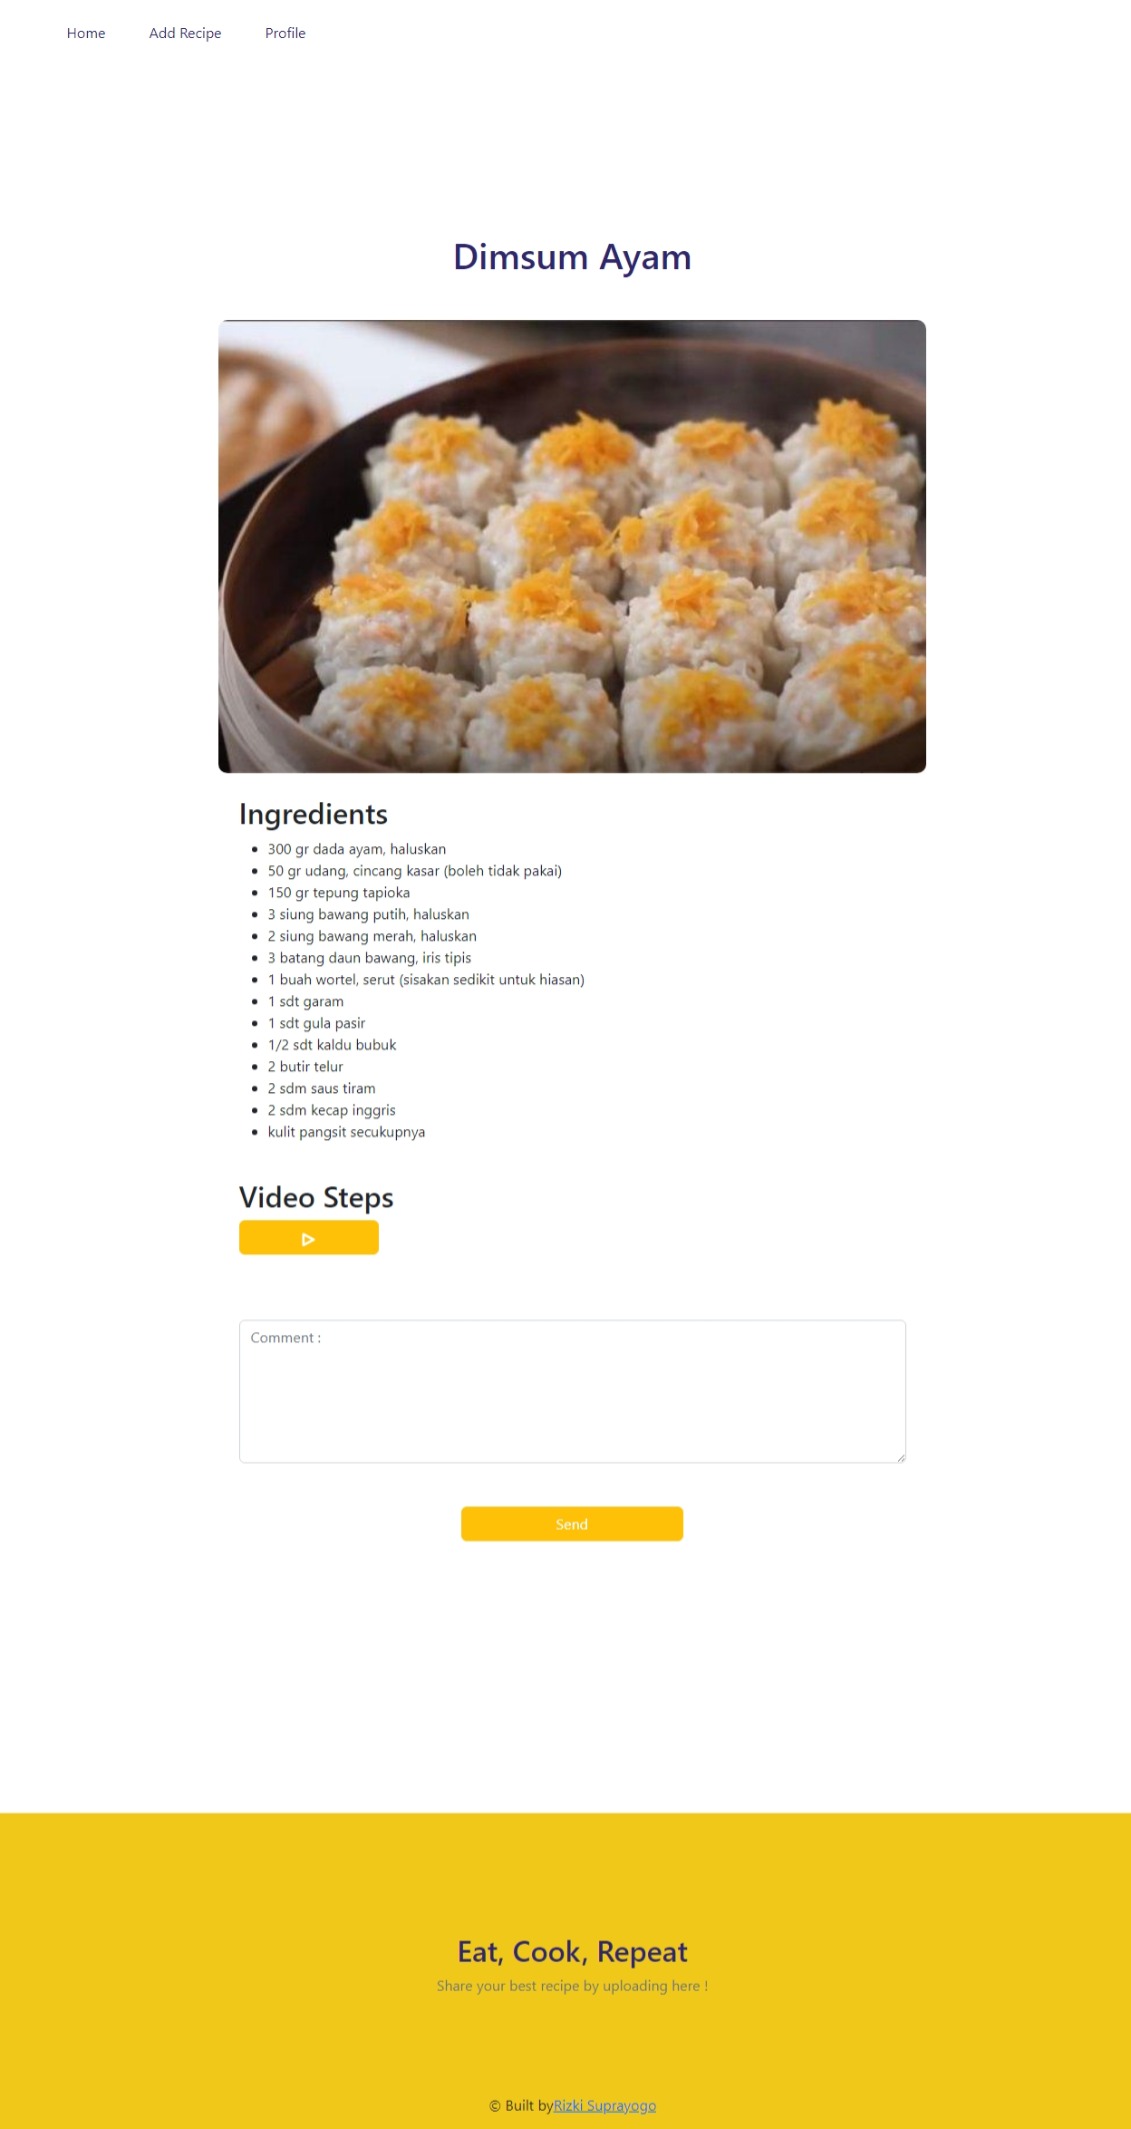 Home Add Recipe Profile
Dimsum Ayam
Ingredients
300 gr dada ayam, haluskan
50 gr udang, cincang kasar (boleh tidak pakai)
150 gr tepung tapioka
3 siung bawang putih, haluskan
2 siung bawang merah, haluskan
3 batang daun bawang, iris tipis
1 buah wortel, serut (sisakan sedikit untuk hiasan)
1 sdt garam
1 sdt gula pasir
1/2 sdt kaldu bubuk
2 butir telur
2 sdm saus tiram
2 sdm kecap inggris
kulit pangsit secukupnya
Video Steps
Comment :
Send
Eat, Cook, Repeat
Share your best recipe by uploading here !
© Built byRizki Suprayogo